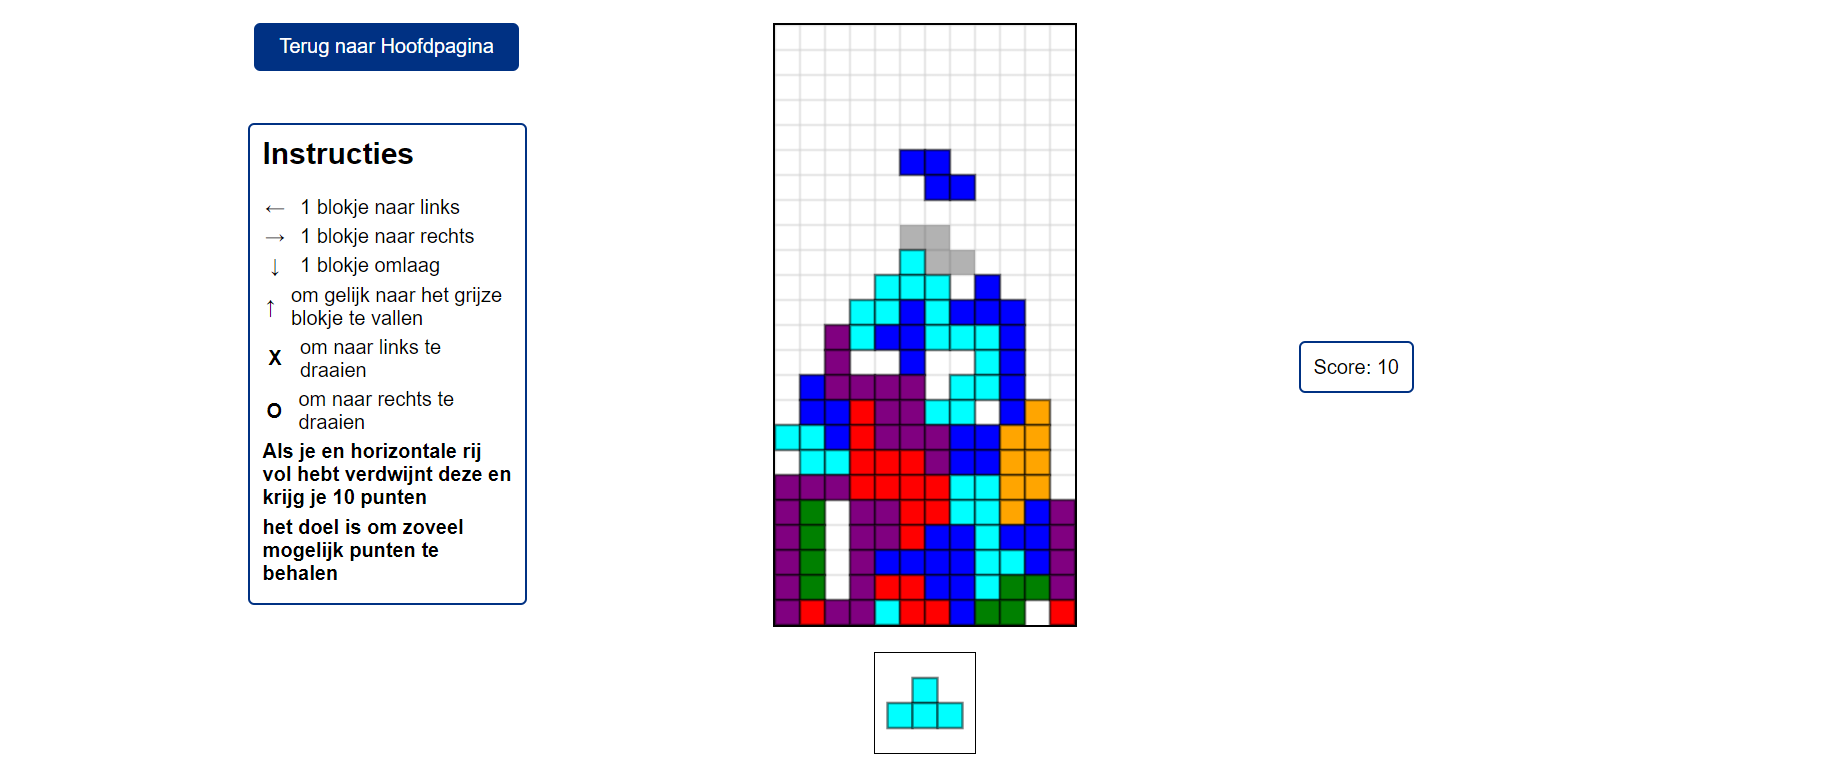 Terug naar Hoofdpagina
Instructies
← 1 blokje naar links
→ 1 blokje naar rechts
↓ 1 blokje omlaag
↑ om gelijk naar het grijze
blokje te vallen
X om naar links te
draaien
O om naar rechts te
draaien
Als je en horizontale rij
vol hebt verdwijnt deze en
krijg je 10 punten
het doel is om zoveel
mogelijk punten te
behalen
Score: 10